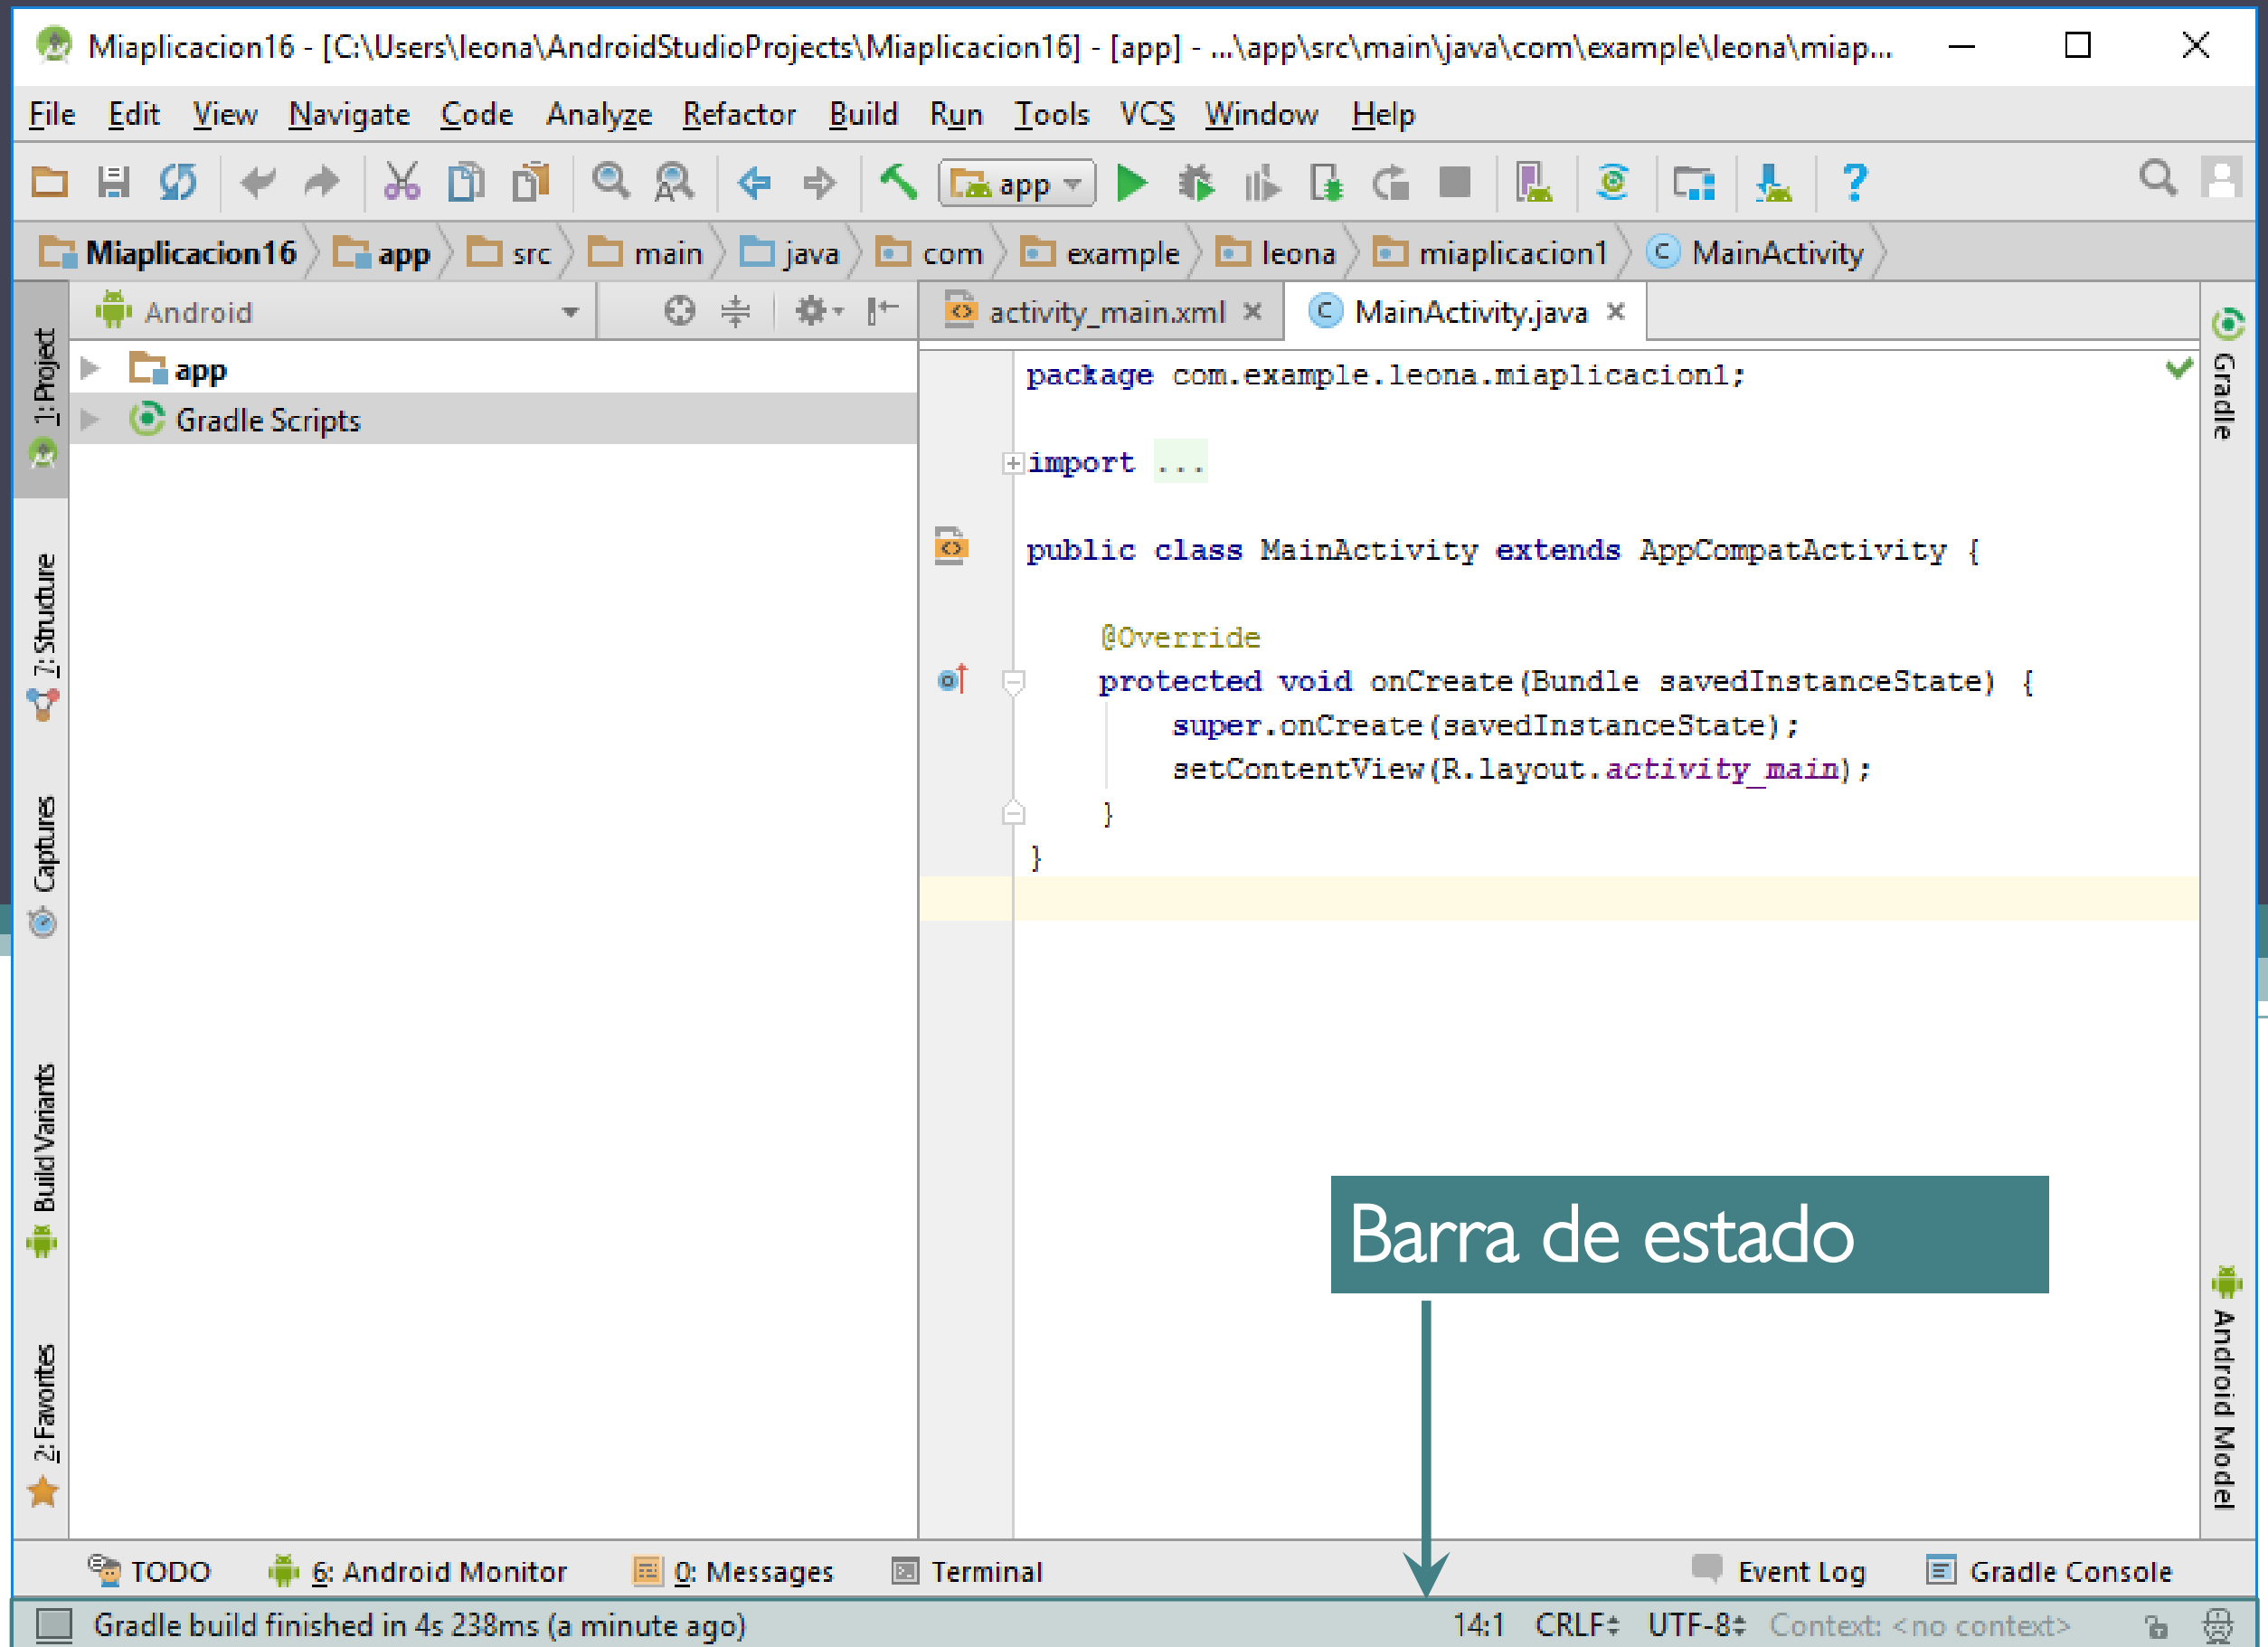 Miaplicacion16 - [C:\Users\leona\AndroidStudioProjects\Miaplicacion16] - [app] - ...\app\src\main\java\com\example\leona\miap...
File Edit View Navigate Code Analyze Refactor Build Run Tools VCS Window Help
app
Miaplicacion16 app src main java com example leona miaplicacion1 MainActivity
Android
activity_main.xml MainActivity.java
1: Project
7: Structure
Captures
Build Variants
2: Favorites
app
Gradle Scripts
package com.example.leona.miaplicacion1;
import ...
public class MainActivity extends AppCompatActivity {
@Override
protected void onCreate(Bundle savedInstanceState) {
super.onCreate(savedInstanceState);
setContentView(R.layout.activity_main);
}
}
Gradle
Android Model
Barra de estado
TODO 6: Android Monitor 0: Messages Terminal Event Log Gradle Console
Gradle build finished in 4s 238ms (a minute ago) 14:1 CRLF UTF-8 Context: <no context>